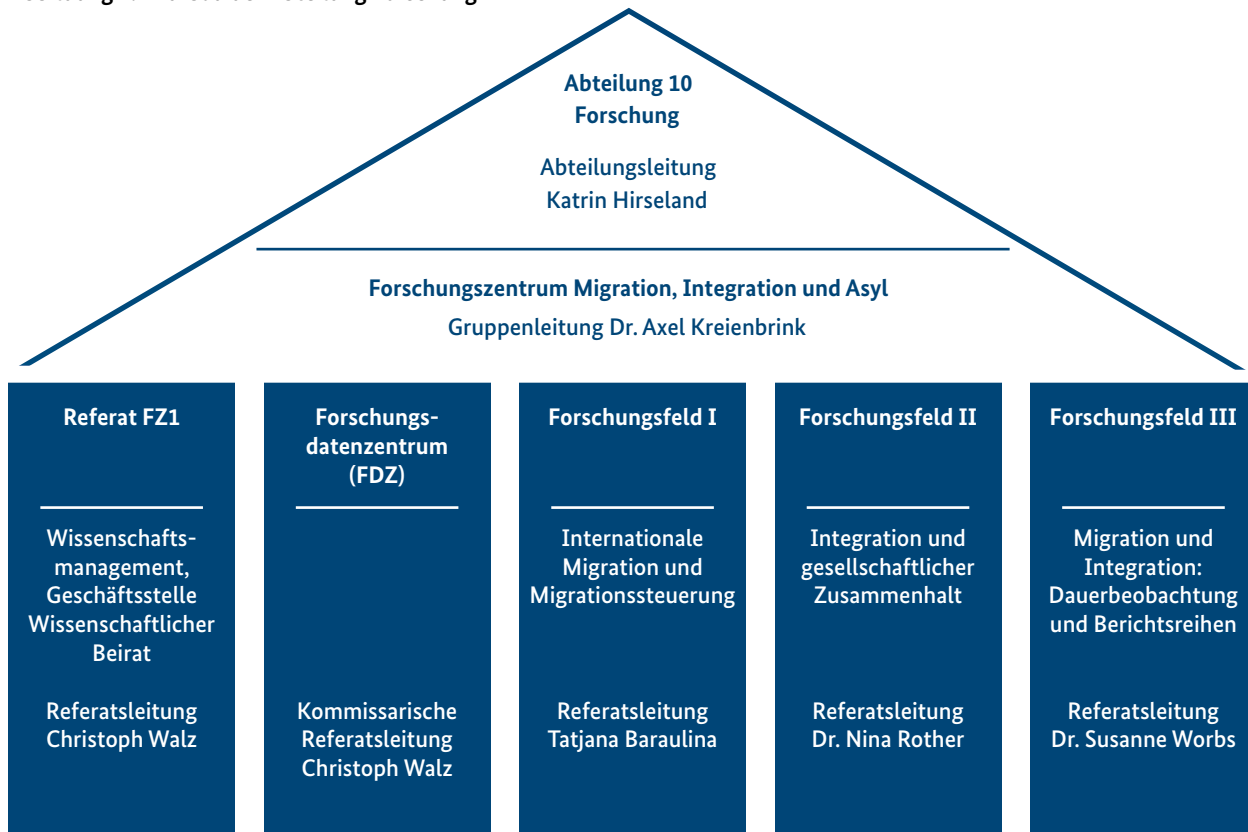 Abteilung 10
Forschung
Abteilungsleitung
Katrin Hirseland
Forschungszentrum Migration, Integration und Asyl
Gruppenleitung Dr. Axel Kreienbrink
Referat FZ1
Wissenschafts-
management,
Geschäftsstelle
Wissenschaftlicher
Beirat
Referatsleitung
Christoph Walz
Forschungs-
datenzentrum
(FDZ)
Kommissarische
Referatsleitung
Christoph Walz
Forschungsfeld I
Internationale
Migration und
Migrationssteuerung
Referatsleitung
Tatjana Baraulina
Forschungsfeld II
Integration und
gesellschaftlicher
Zusammenhalt
Referatsleitung
Dr. Nina Rother
Forschungsfeld III
Migration und
Integration:
Dauerbeobachtung
und Berichtsreihen
Referatsleitung
Dr. Susanne Worbs